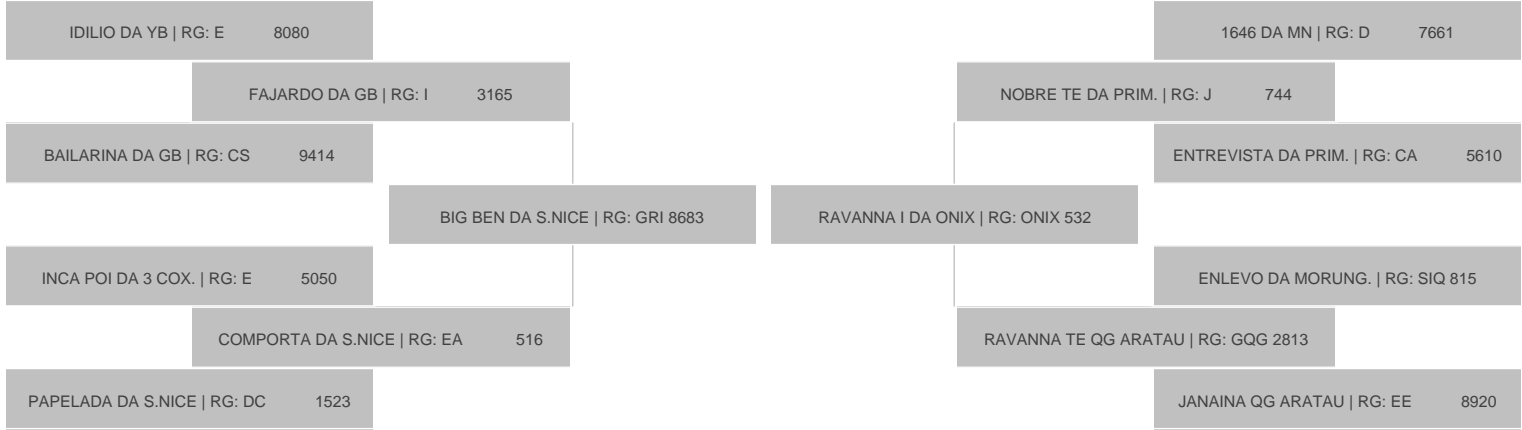 IDILIO DA YB | RG: E 8080
1646 DA MN | RG: D 7661
FAJARDO DA GB | RG: I 3165
NOBRE TE DA PRIM. | RG: J 744
BAILARINA DA GB | RG: CS 9414
ENTREVISTA DA PRIM. | RG: CA 5610
BIG BEN DA S.NICE | RG: GRI 8683
RAVANNA I DA ONIX | RG: ONIX 532
INCA POI DA 3 COX. | RG: E 5050
ENLEVO DA MORUNG. | RG: SIQ 815
COMPORTA DA S.NICE | RG: EA 516
RAVANNA TE QG ARATAU | RG: GQG 2813
PAPELADA DA S.NICE | RG: DC 1523
JANAINA QG ARATAU | RG: EE 8920